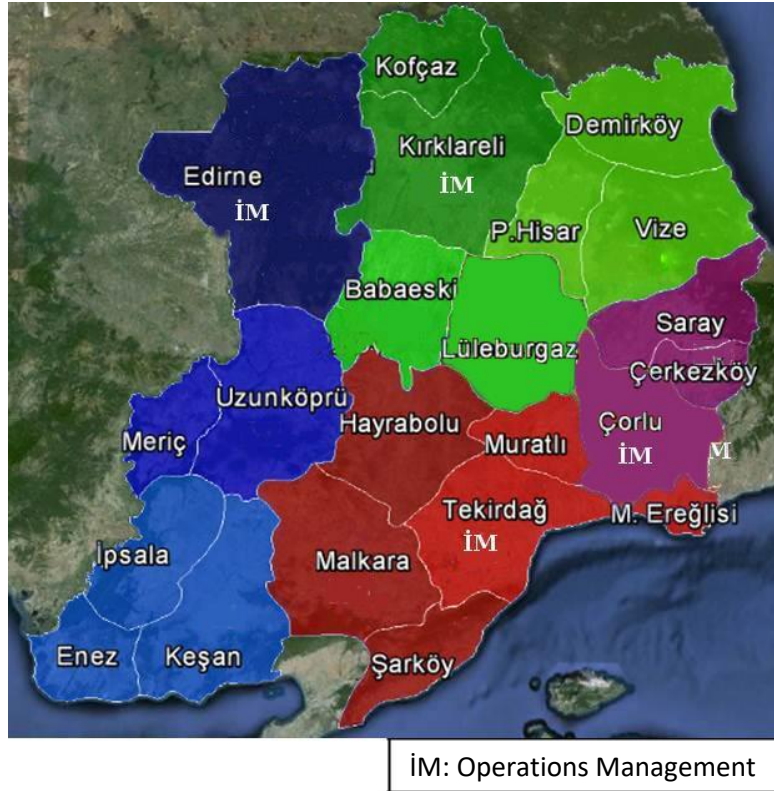 Kofçaz
Demirköy
Kırklareli
İM
Edirne
İM
P.Hisar
Vize
Babaeski
Saray
Lüleburgaz
Çerkezköy
Uzunköprü
Hayrabolu
Çorlu
İM
M
Meriç
Muratlı
Tekirdağ
İM
M. Ereğlisi
İpsala
Malkara
Enez
Keşan
Şarköy
İM: Operations Management